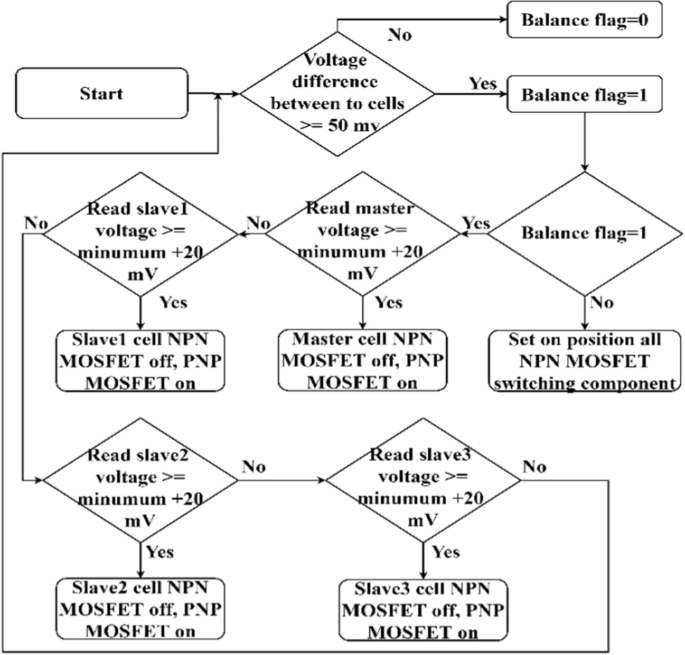 Balance flag=0
No
Voltage
difference
between to cells
>= 50 mv
Start
Yes
Balance flag=1
Read slave1
voltage >=
minumum +20
mV
No
Read master
voltage >=
minumum +20
mV
No
Yes
Balance flag=1
Yes
Yes
No
Slave1 cell NPN
MOSFET off, PNP
MOSFET on
Master cell NPN
MOSFET off, PNP
MOSFET on
Set on position all
NPN MOSFET
switching component
Read slave2
voltage >=
minumum +20
mV
No
Read slave3
voltage >=
minumum +20
mV
No
Yes
Yes
Slave2 cell NPN
MOSFET off, PNP
MOSFET on
Slave3 cell NPN
MOSFET off, PNP
MOSFET on